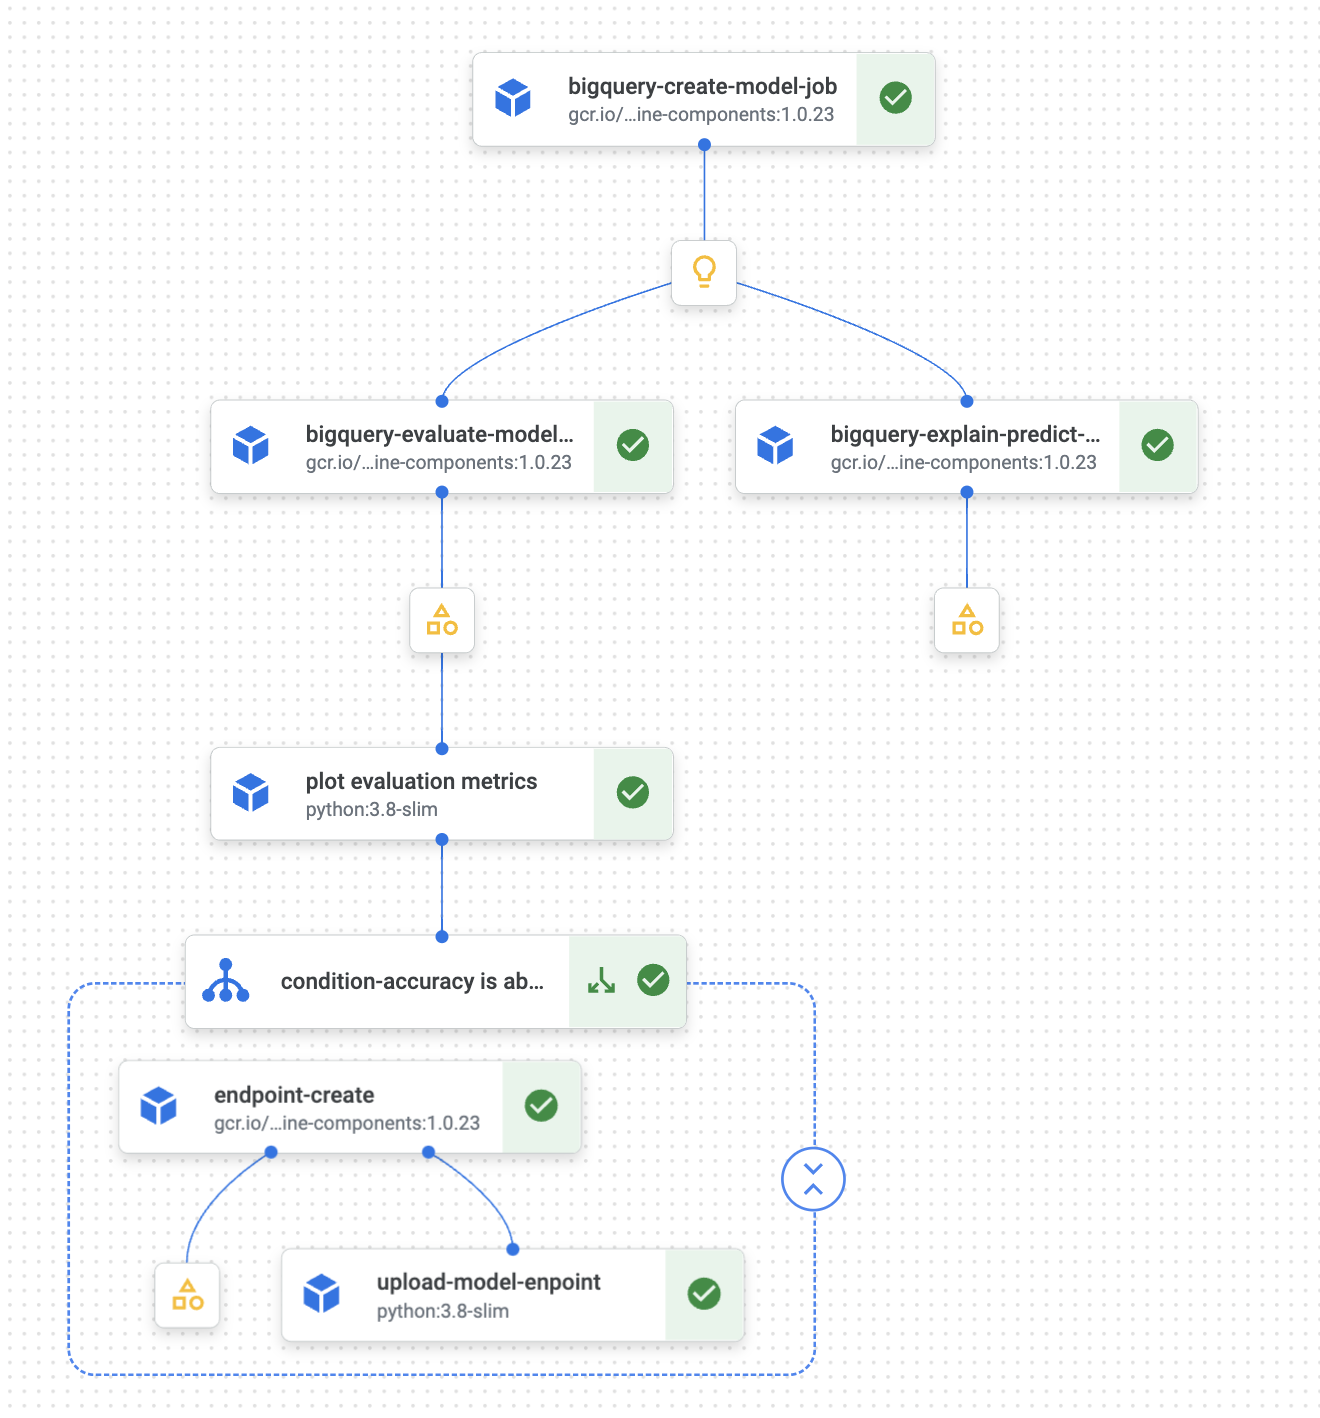 bigquery-create-model-job
gcr.io/...ine-components:1.0.23
bigquery-evaluate-model...
gcr.io/...ine-components:1.0.23
bigquery-explain-predict-...
gcr.io/...ine-components:1.0.23
plot evaluation metrics
python:3.8-slim
condition-accuracy is ab...
endpoint-create
gcr.io/...ine-components:1.0.23
upload-model-enpoint
python:3.8-slim